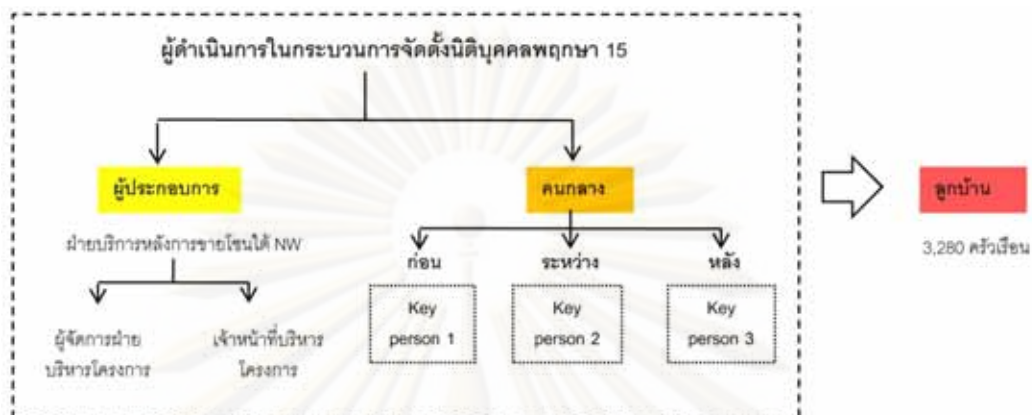 ผู้ดำเนินการในกระบวนการจัดตั้งนิติบุคคลพฤกษา 15
ผู้ประกอบการ
คนกลาง
ลูกบ้าน
ฝ่ายบริการหลังการขายโซนใต้ NW
3,280 ครัวเรือน
ก่อน
ระหว่าง
หลัง
ผู้จัดการฝ่าย
บริหารโครงการ
เจ้าหน้าที่บริหาร
โครงการ
Key
person 1
Key
person 2
Key
person 3